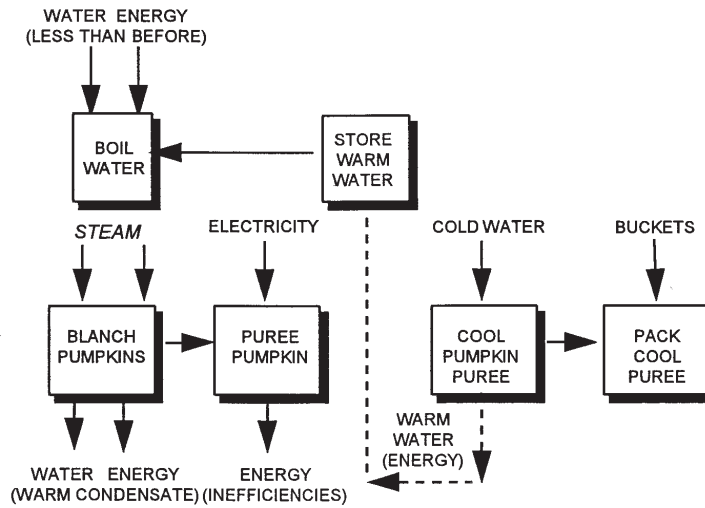 WATER ENERGY
(LESS THAN BEFORE)
BOIL
WATER
STORE
WARM
WATER
STEAM
ELECTRICITY
COLD WATER
BUCKETS
BLANCH
PUMPKINS
PUREE
PUMPKIN
COOL
PUMPKIN
PUREE
PACK
COOL
PUREE
WARM
WATER
(ENERGY)
WATER ENERGY
(WARM CONDENSATE)
ENERGY
(INEFFICIENCIES)